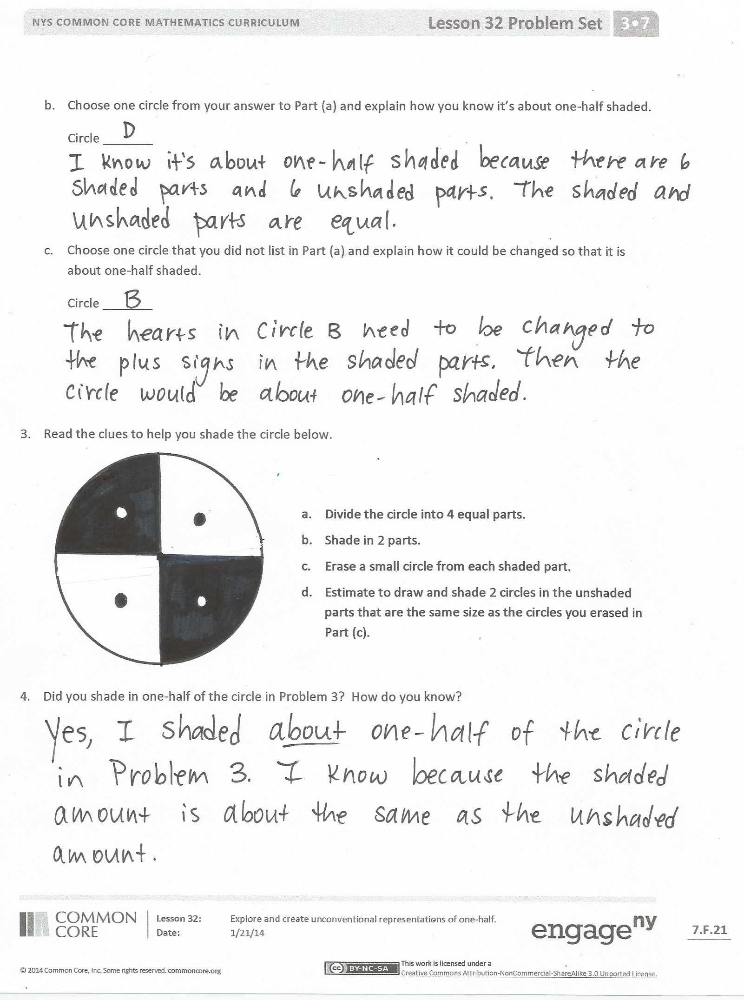 NYS COMMON CORE MATHEMATICS CURRICULUM Lesson 32 Problem Set 3•7
b. Choose one circle from your answer to Part (a) and explain how you know it's about one-half shaded.
Circle D
I know it's about one-half shaded because there are 6
shaded parts and 6 unshaded parts. The shaded and
unshaded parts are equal.
c. Choose one circle that you did not list in Part (a) and explain how it could be changed so that it is
about one-half shaded.
Circle B
The hearts in Circle B need to be changed to
the plus signs in the shaded parts. Then the
circle would be about one-half shaded.
3. Read the clues to help you shade the circle below.
a. Divide the circle into 4 equal parts.
b. Shade in 2 parts.
c. Erase a small circle from each shaded part.
d. Estimate to draw and shade 2 circles in the unshaded
parts that are the same size as the circles you erased in
Part (c).
4. Did you shade in one-half of the circle in Problem 3? How do you know?
Yes, I shaded about one-half of the circle
in Problem 3. I know because the shaded
amount is about the same as the unshaded
amount.
COMMON CORE
Lesson 32: Explore and create unconventional representations of one-half.
Date: 1/21/14
engage ny
7.F.21
© 2014 Common Core, Inc. Some rights reserved. commoncore.org
cc BY-NC-SA
This work is licensed under a
Creative Commons Attribution-NonCommercial-ShareAlike 3.0 Unported License.